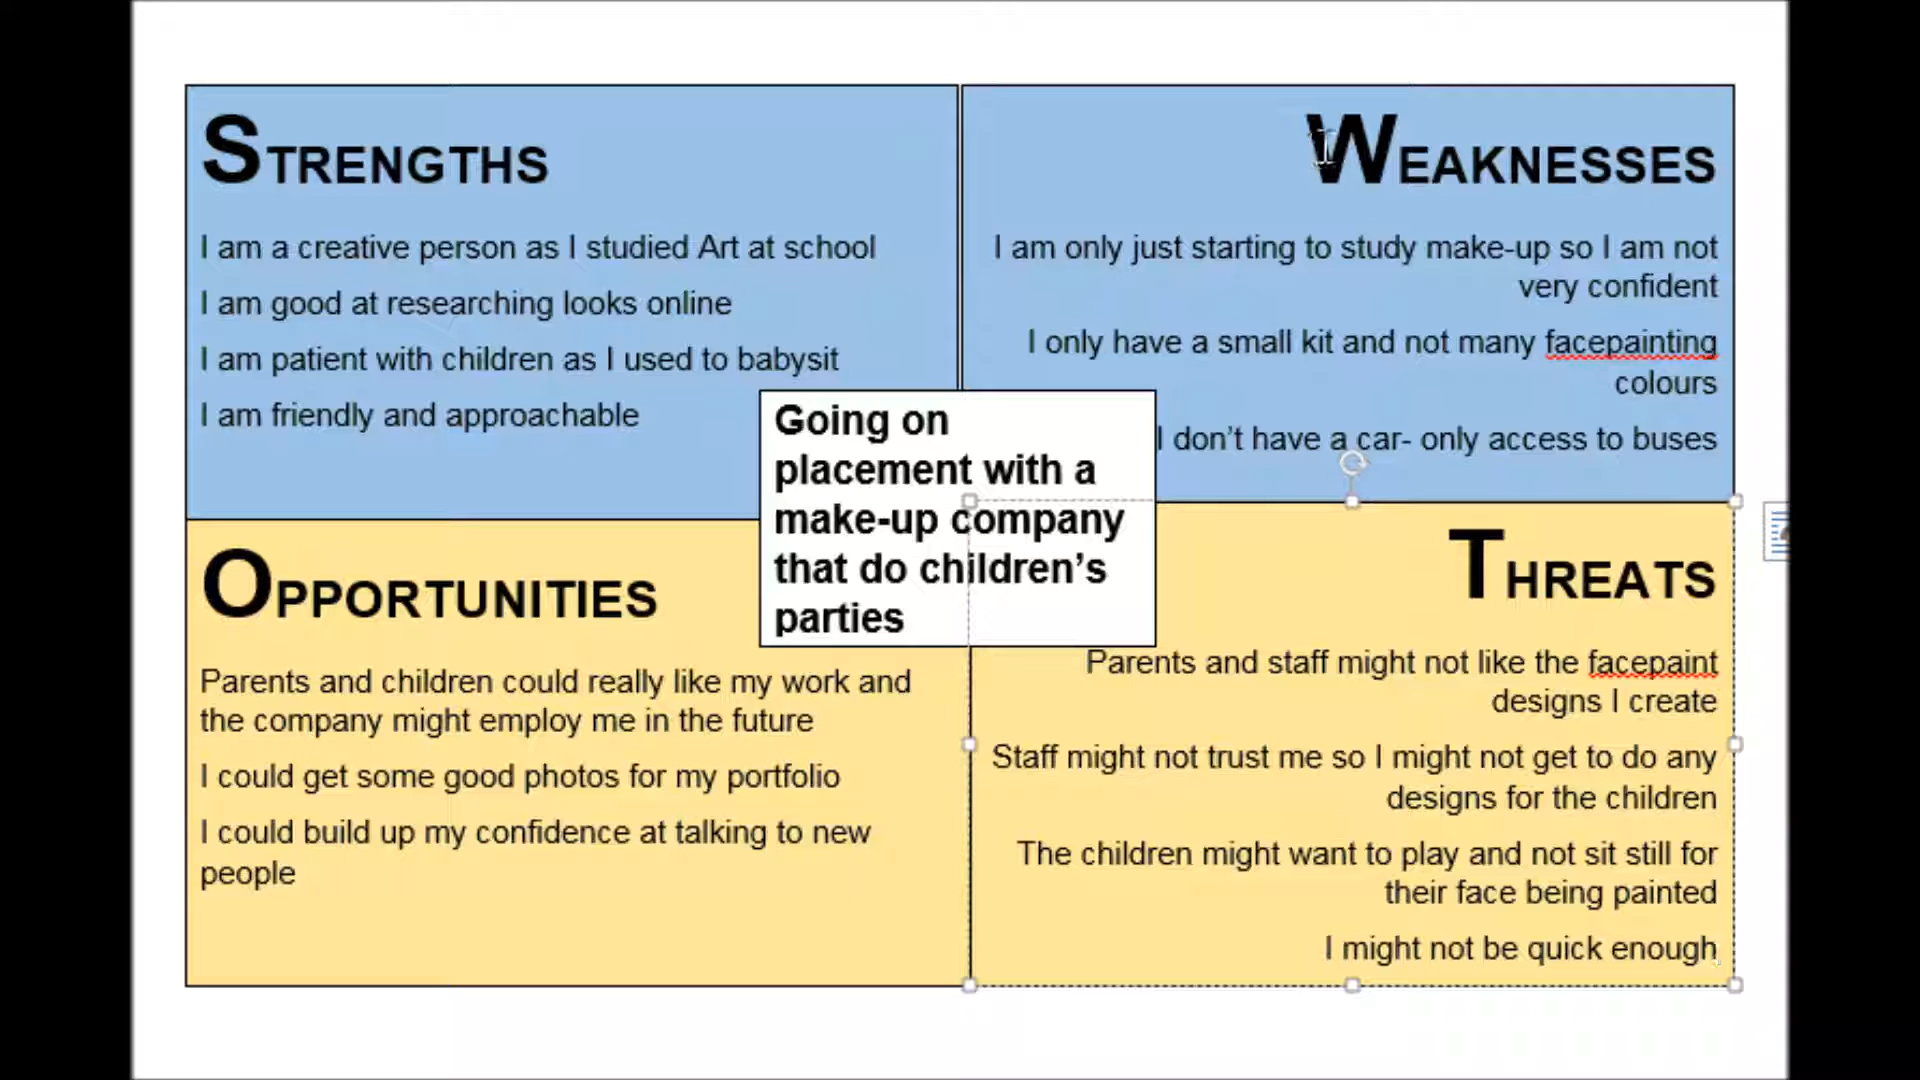 STRENGTHS
I am a creative person as I studied Art at school
I am good at researching looks online
I am patient with children as I used to babysit
I am friendly and approachable
WEAKNESSES
I am only just starting to study make-up so I am not
very confident
I only have a small kit and not many facepainting
colours
I don’t have a car- only access to buses
Going on
placement with a
make-up company
that do children’s
parties
OPPORTUNITIES
Parents and children could really like my work and
the company might employ me in the future
I could get some good photos for my portfolio
I could build up my confidence at talking to new
people
THREATS
Parents and staff might not like the facepaint
designs I create
Staff might not trust me so I might not get to do any
designs for the children
The children might want to play and not sit still for
their face being painted
I might not be quick enough